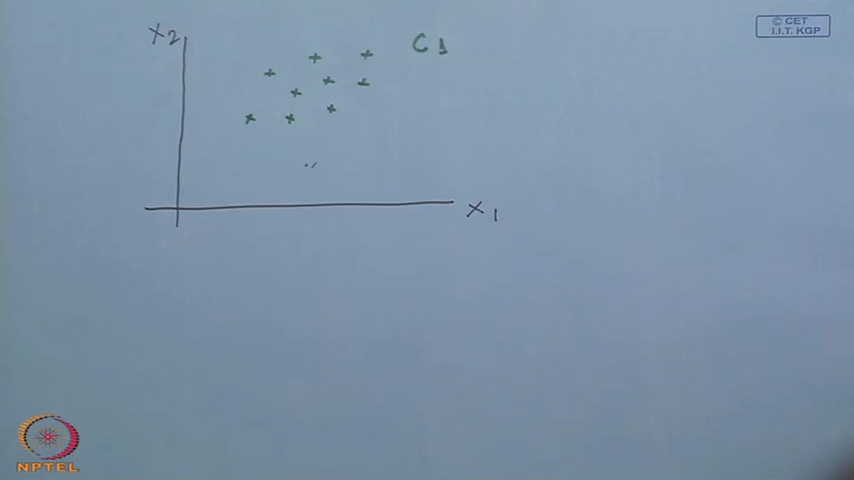 X2
C1
© CET
I.I.T. KGP
X1
NPTEL